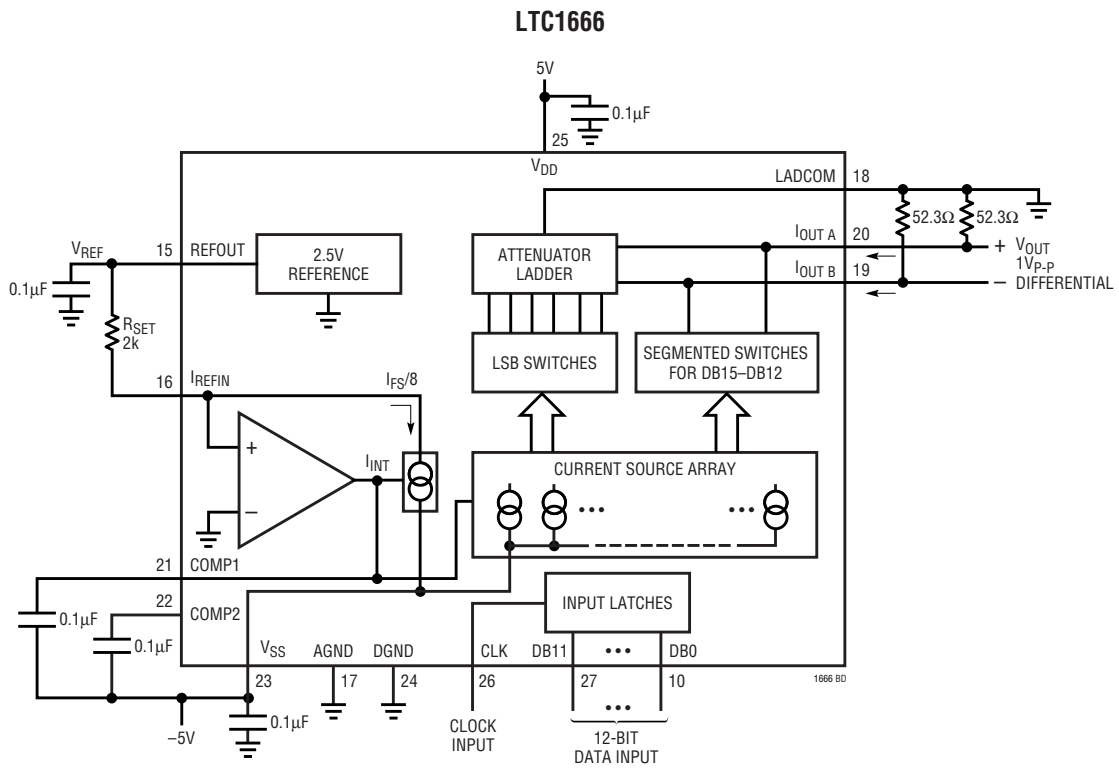 LTC1666
5V
0.1µF
25
VDD
LADCOM
18
52.3Ω
52.3Ω
VREF
15
REFOUT
2.5V
REFERENCE
ATTENUATOR
LADDER
IOUT A
20
+
VOUT
1VP-P
DIFFERENTIAL
IOUT B
19
–
0.1µF
RSET
2k
LSB SWITCHES
SEGMENTED SWITCHES
FOR DB15–DB12
16
IREFIN
IFS/8
+
–
IINT
CURRENT SOURCE ARRAY
•••
•••
21
COMP1
22
COMP2
0.1µF
0.1µF
INPUT LATCHES
VSS
AGND
DGND
CLK
DB11
•••
DB0
23
17
24
26
27
10
1666 BD
0.1µF
–5V
CLOCK
INPUT
•••
12-BIT
DATA INPUT